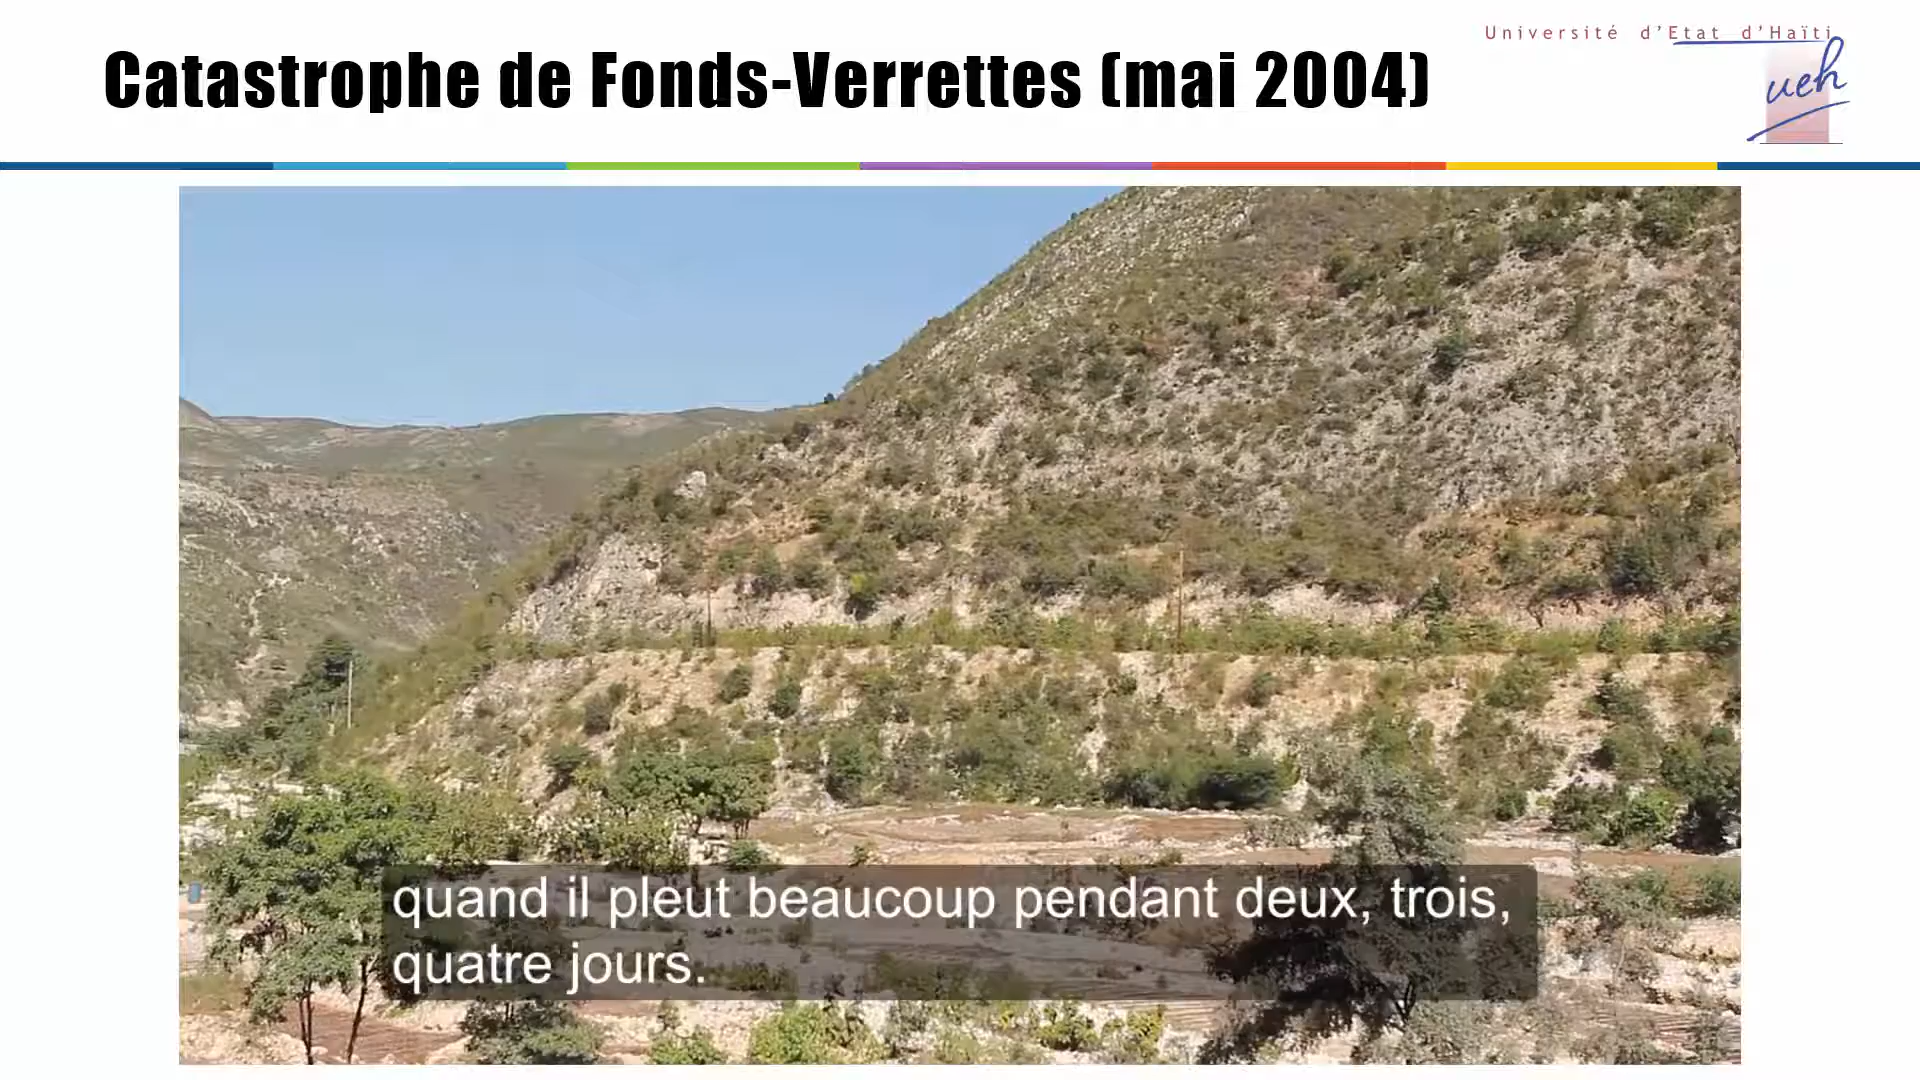 Université d'Etat d'Haïti
Catastrophe de Fonds-Verrettes (mai 2004)
ueh
quand il pleut beaucoup pendant deux, trois,
quatre jours.